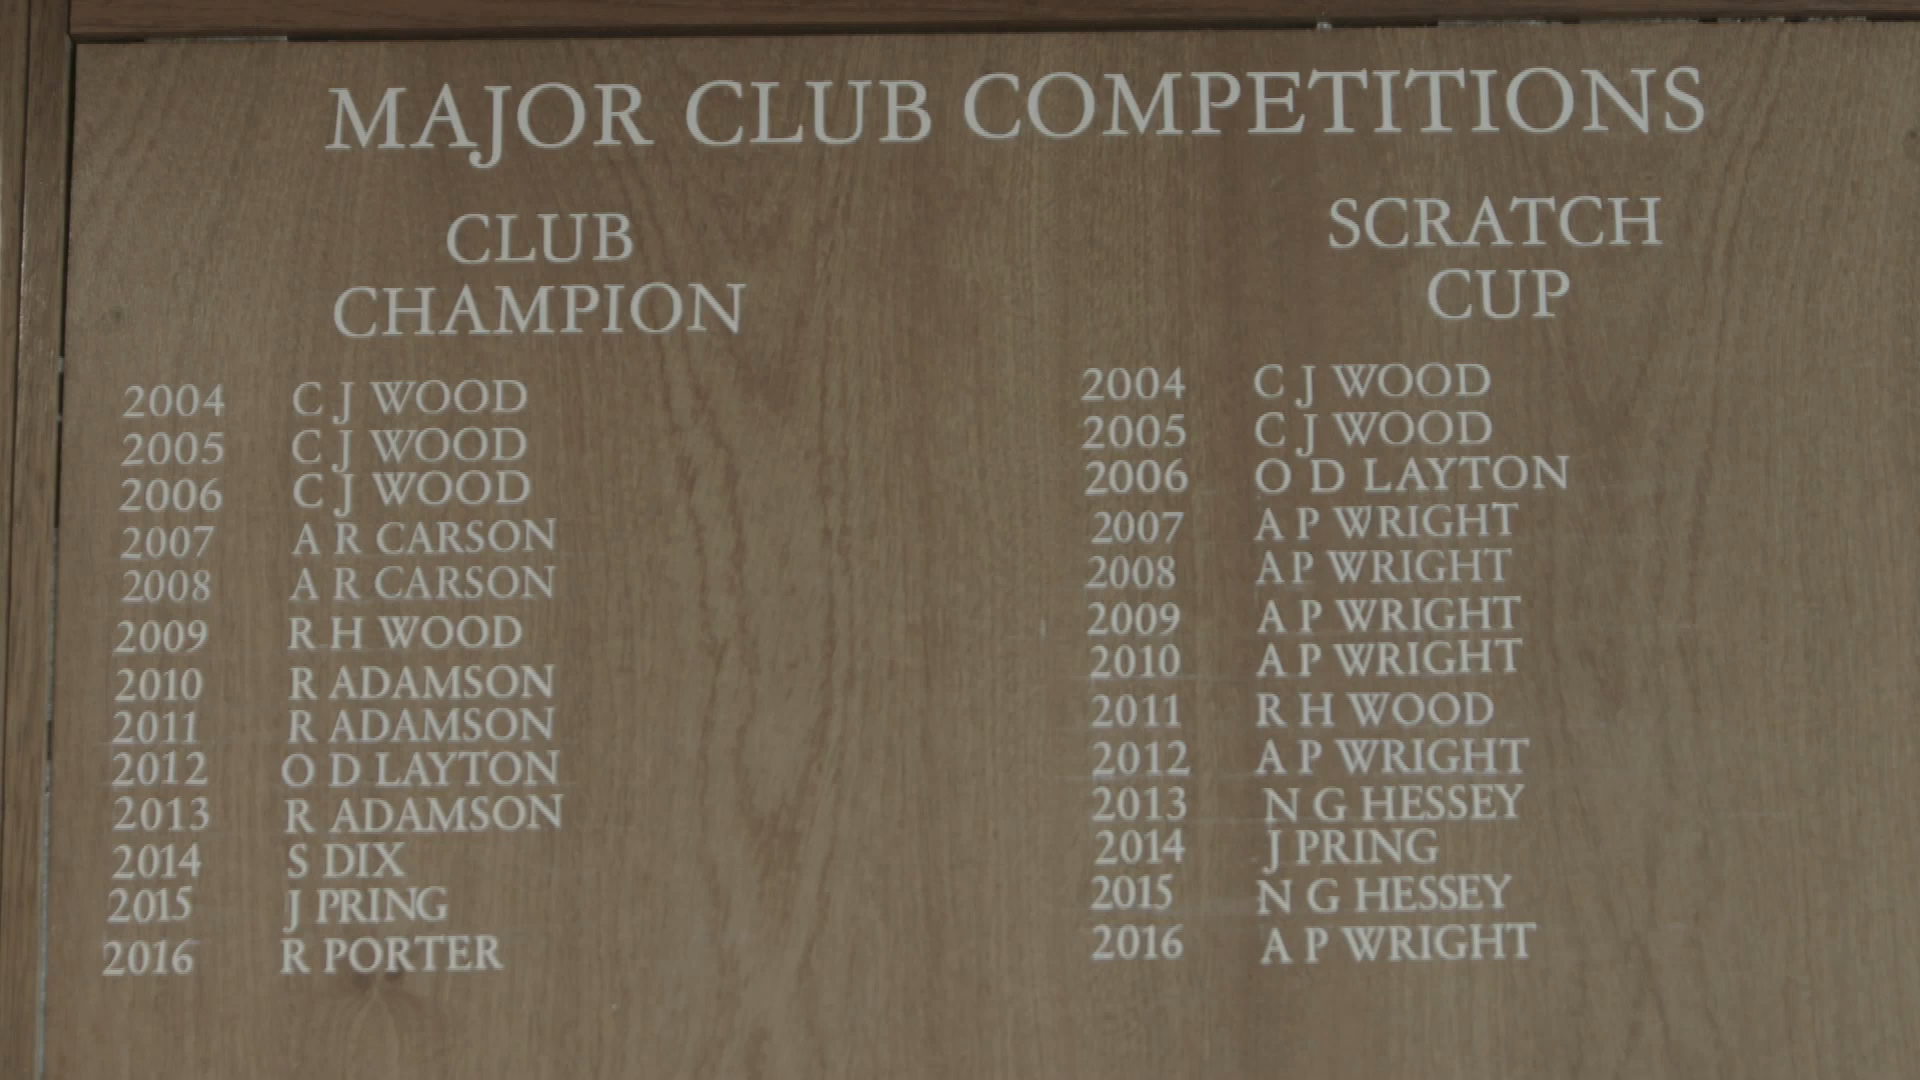 MAJOR CLUB COMPETITIONS
CLUB
CHAMPION
2004 C J WOOD
2005 C J WOOD
2006 C J WOOD
2007 A R CARSON
2008 A R CARSON
2009 R H WOOD
2010 R ADAMSON
2011 R ADAMSON
2012 O D LAYTON
2013 R ADAMSON
2014 S DIX
2015 J PRING
2016 R PORTER
SCRATCH
CUP
2004 C J WOOD
2005 C J WOOD
2006 O D LAYTON
2007 A P WRIGHT
2008 A P WRIGHT
2009 A P WRIGHT
2010 A P WRIGHT
2011 R H WOOD
2012 A P WRIGHT
2013 N G HESSEY
2014 J PRING
2015 N G HESSEY
2016 A P WRIGHT